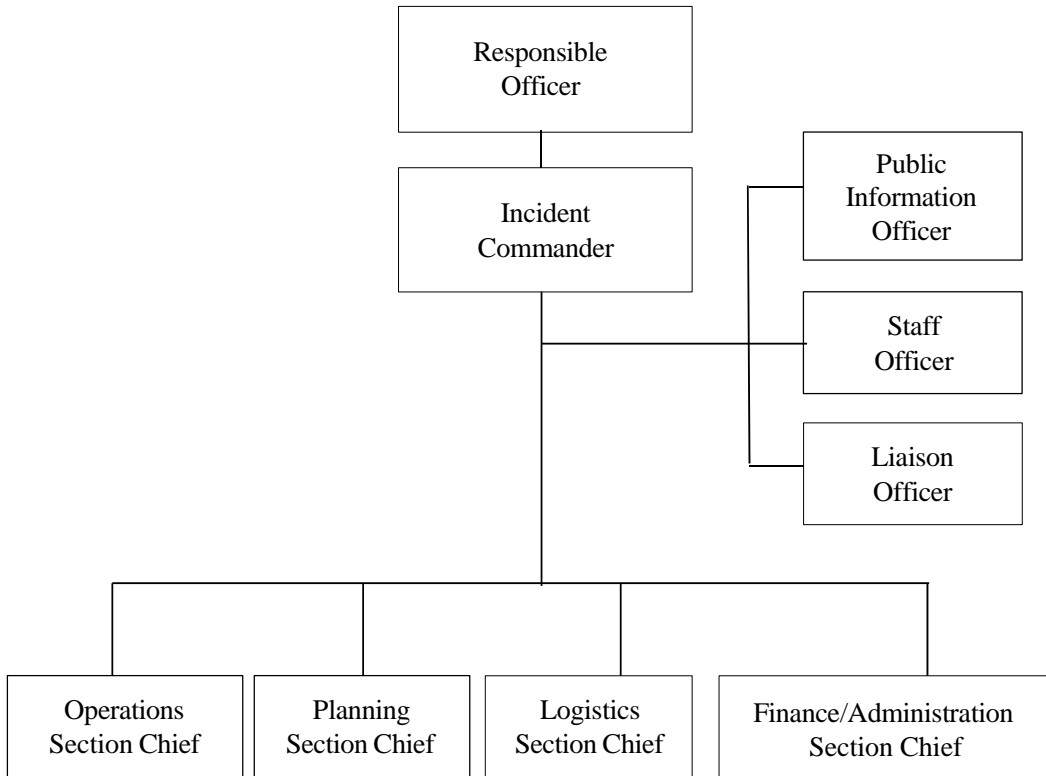 Responsible
Officer
Incident
Commander
Public
Information
Officer
Staff
Officer
Liaison
Officer
Operations
Section Chief
Planning
Section Chief
Logistics
Section Chief
Finance/Administration
Section Chief